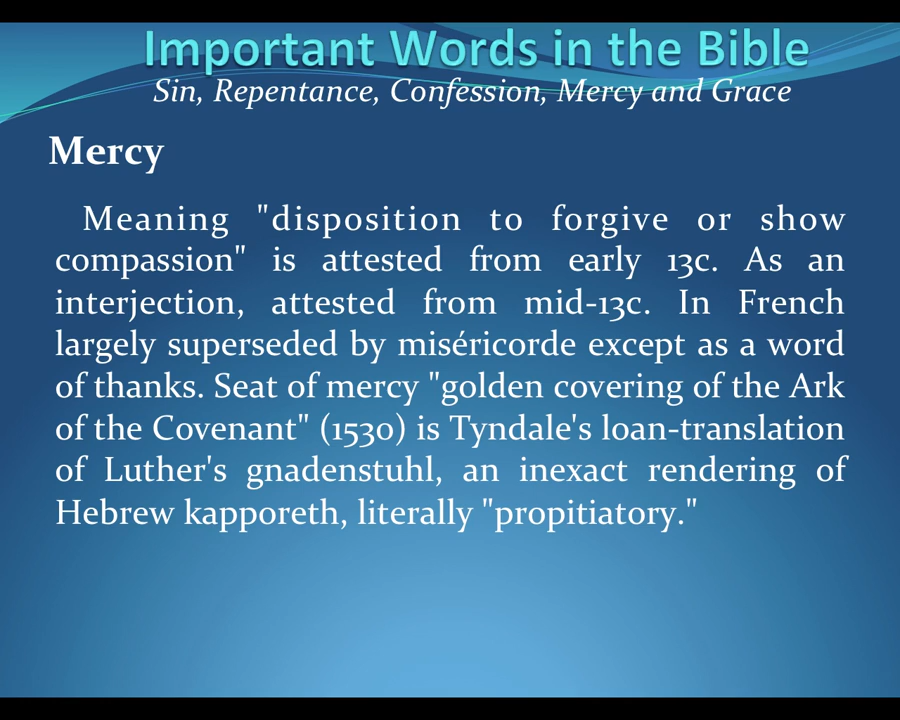 Important Words in the Bible
Sin, Repentance, Confession, Mercy and Grace
Mercy
Meaning "disposition to forgive or show
compassion" is attested from early 13c. As an
interjection, attested from mid-13c. In French
largely superseded by miséricorde except as a word
of thanks. Seat of mercy "golden covering of the Ark
of the Covenant" (1530) is Tyndale's loan-translation
of Luther's gnadenstuhl, an inexact rendering of
Hebrew kapporeth, literally "propitiatory."